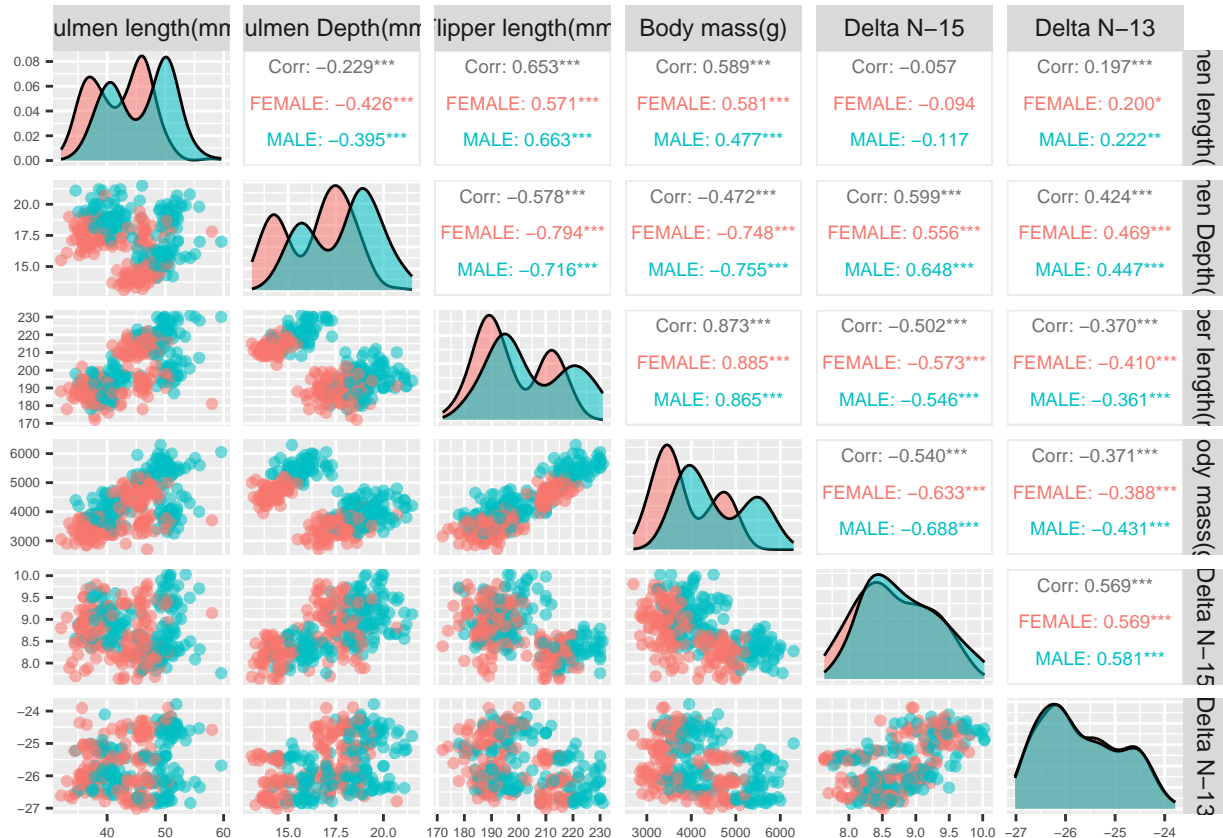 ulmen length(mm ulmen Depth(mm lipper length(mm Body mass(g) Delta N−15 Delta N−13
0.08
0.06
0.04
0.02
0.00
Corr: −0.229***
FEMALE: −0.426***
MALE: −0.395***
Corr: 0.653***
FEMALE: 0.571***
MALE: 0.663***
Corr: 0.589***
FEMALE: 0.581***
MALE: 0.477***
Corr: −0.057
FEMALE: −0.094
MALE: −0.117
Corr: 0.197***
FEMALE: 0.200*
MALE: 0.222**
en length(
20.0
17.5
15.0
Corr: −0.578***
FEMALE: −0.794***
MALE: −0.716***
Corr: −0.472***
FEMALE: −0.748***
MALE: −0.755***
Corr: 0.599***
FEMALE: 0.556***
MALE: 0.648***
Corr: 0.424***
FEMALE: 0.469***
MALE: 0.447***
en Depth(
230
220
210
200
190
180
170
Corr: 0.873***
FEMALE: 0.885***
MALE: 0.865***
Corr: −0.502***
FEMALE: −0.573***
MALE: −0.546***
Corr: −0.370***
FEMALE: −0.410***
MALE: −0.361***
per length(
6000
5000
4000
3000
Corr: −0.540***
FEMALE: −0.633***
MALE: −0.688***
Corr: −0.371***
FEMALE: −0.388***
MALE: −0.431***
ody mass(g
10.0
9.5
9.0
8.5
8.0
Corr: 0.569***
FEMALE: 0.569***
MALE: 0.581***
Delta N−15
−24
−25
−26
−27
Delta N−13
40 50 60 15.0 17.5 20.0 170 180 190 200 210 220 230 3000 4000 5000 6000 8.0 8.5 9.0 9.5 10.0 −27 −26 −25 −24